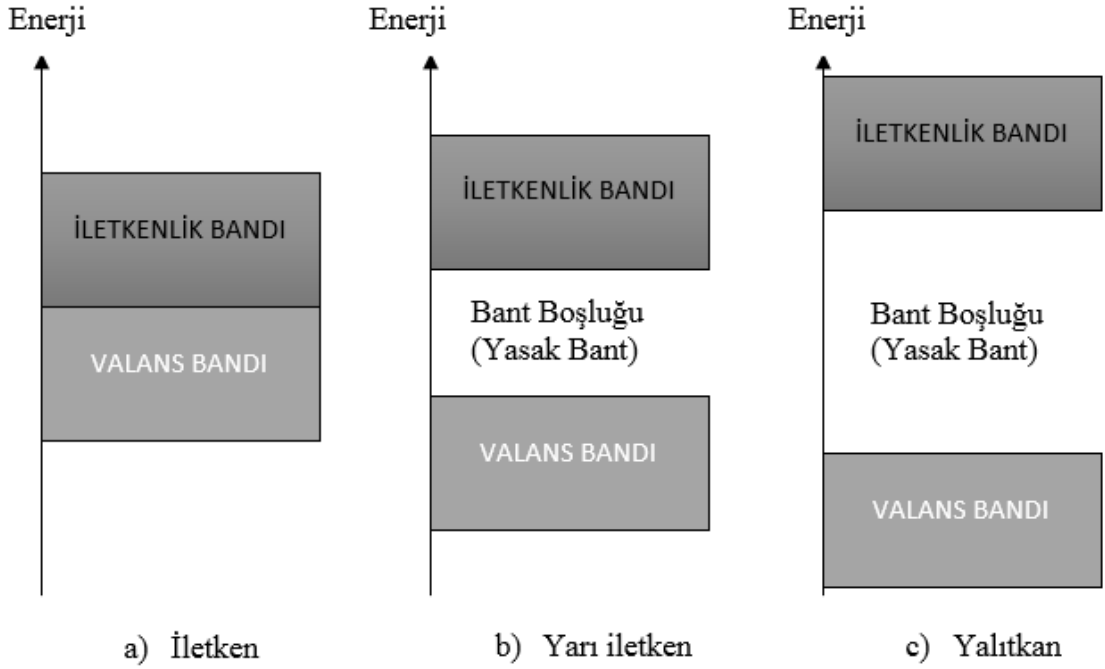 Enerji
İLETKENLİK BANDI
VALANS BANDI
a) İletken
Enerji
İLETKENLİK BANDI
Bant Boşluğu
(Yasak Bant)
VALANS BANDI
b) Yarı iletken
Enerji
İLETKENLİK BANDI
Bant Boşluğu
(Yasak Bant)
VALANS BANDI
c) Yalıtkan